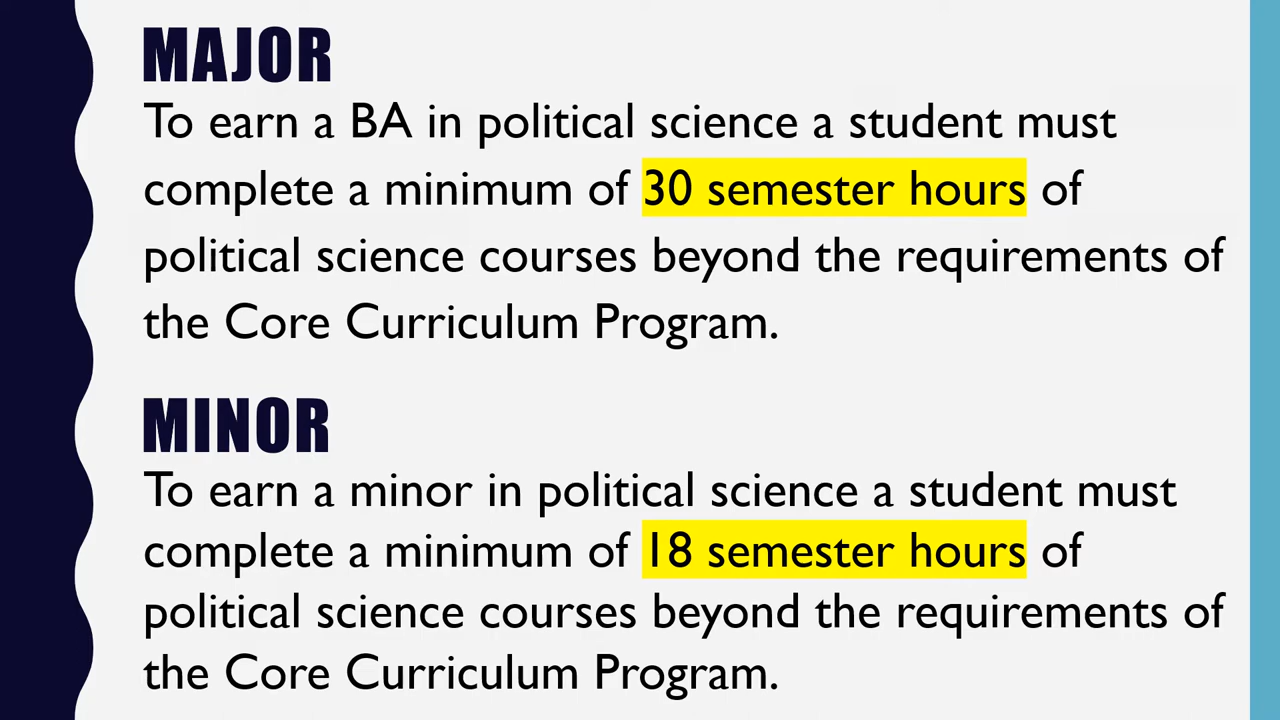 MAJOR
To earn a BA in political science a student must
complete a minimum of 30 semester hours of
political science courses beyond the requirements of
the Core Curriculum Program.
MINOR
To earn a minor in political science a student must
complete a minimum of 18 semester hours of
political science courses beyond the requirements of
the Core Curriculum Program.